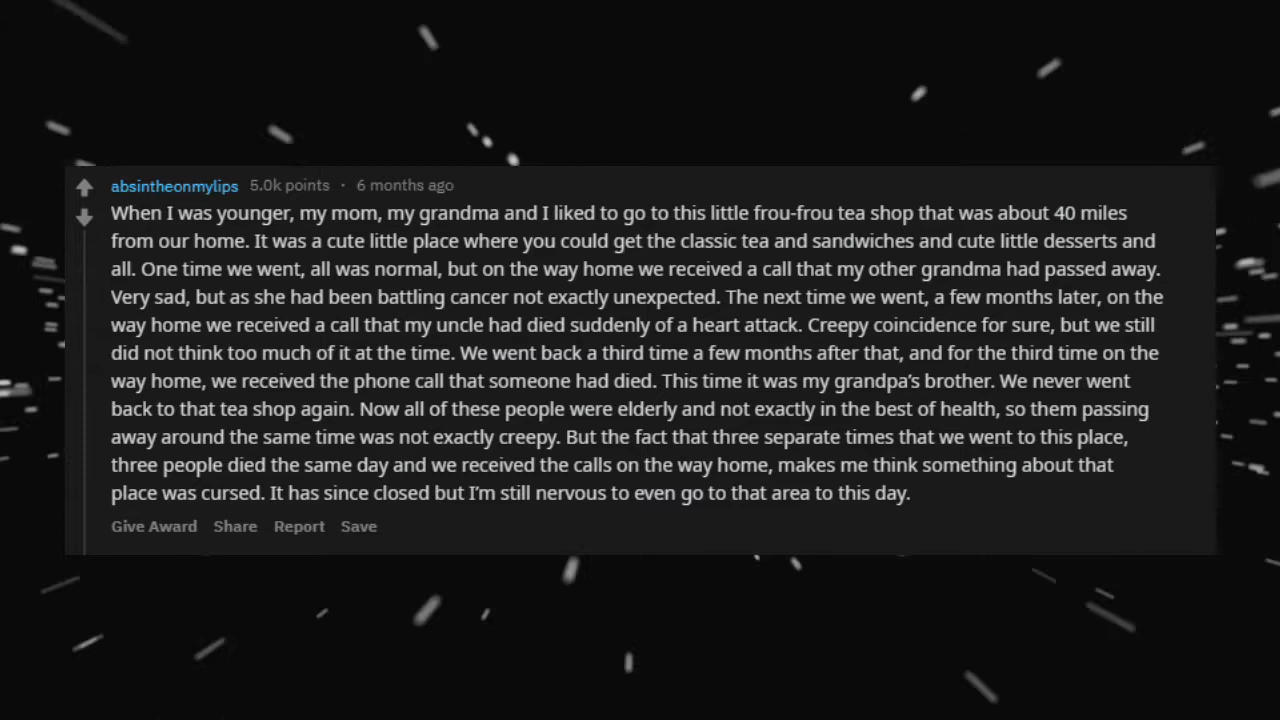 absintheonmylips 5.0k points · 6 months ago
When I was younger, my mom, my grandma and I liked to go to this little frou-frou tea shop that was about 40 miles
from our home. It was a cute little place where you could get the classic tea and sandwiches and cute little desserts and
all. One time we went, all was normal, but on the way home we received a call that my other grandma had passed away.
Very sad, but as she had been battling cancer not exactly unexpected. The next time we went, a few months later, on the
way home we received a call that my uncle had died suddenly of a heart attack. Creepy coincidence for sure, but we still
did not think too much of it at the time. We went back a third time a few months after that, and for the third time on the
way home, we received the phone call that someone had died. This time it was my grandpa’s brother. We never went
back to that tea shop again. Now all of these people were elderly and not exactly in the best of health, so them passing
away around the same time was not exactly creepy. But the fact that three separate times that we went to this place,
three people died the same day and we received the calls on the way home, makes me think something about that
place was cursed. It has since closed but I’m still nervous to even go to that area to this day.
Give Award Share Report Save